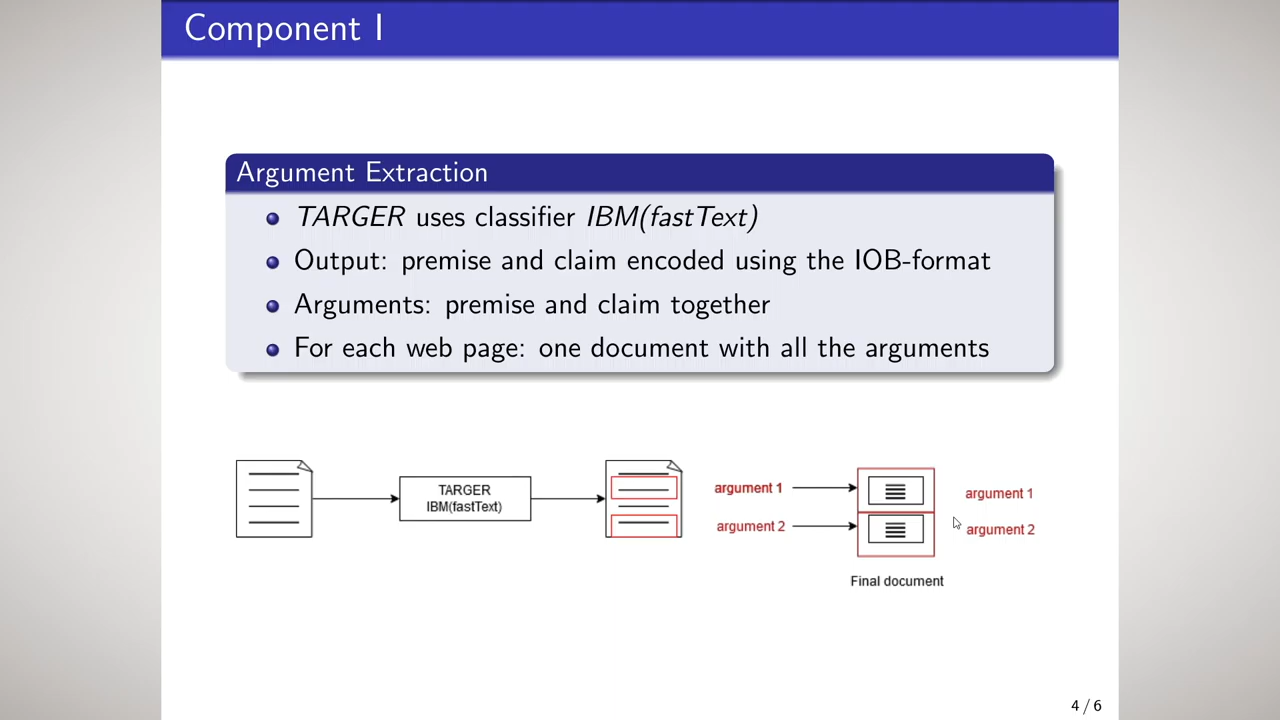 Component I
Argument Extraction
TARGER uses classifier IBM(fastText)
Output: premise and claim encoded using the IOB-format
Arguments: premise and claim together
For each web page: one document with all the arguments
TARGER
IBM(fastText)
argument 1
argument 2
argument 1
argument 2
Final document
4 / 6